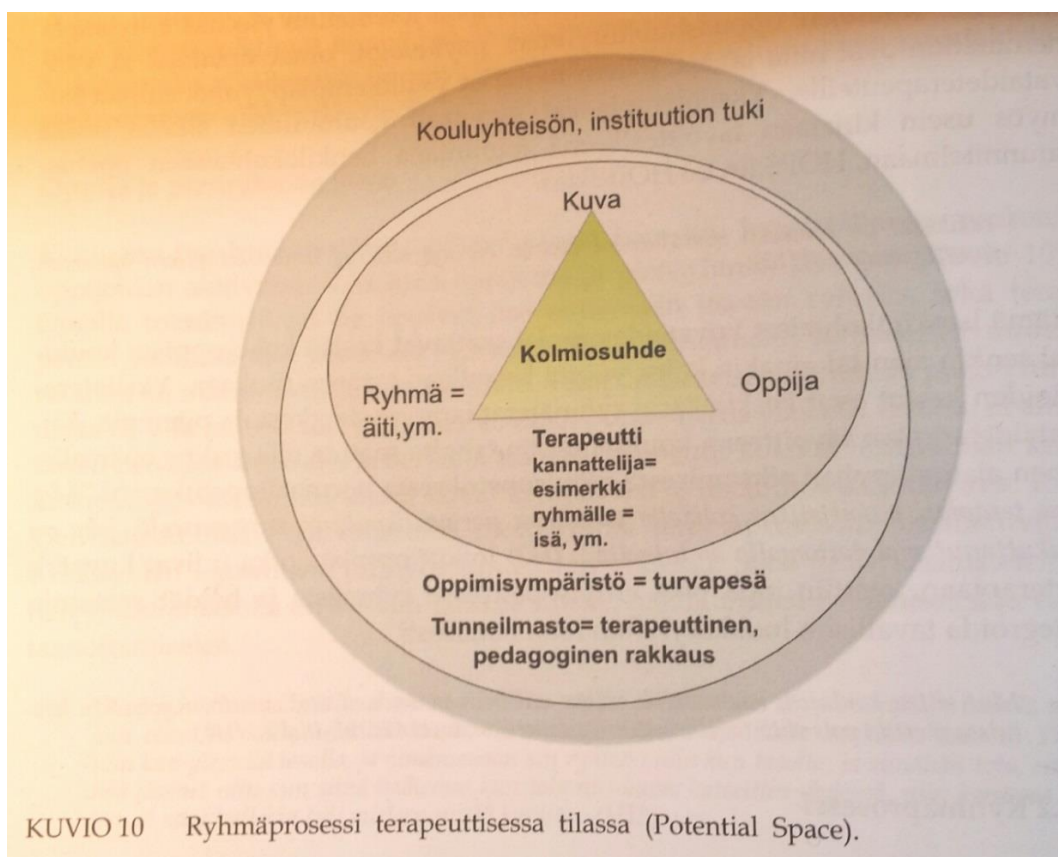 Kouluyhteisön, instituution tuki
Kuva
Kolmiosuhde
Ryhmä =
äiti,ym.
Oppija
Terapeutti
kannattelija=
esimerkki
ryhmälle =
isä, ym.
Oppimisympäristö = turvapesä
Tunneilmasto= terapeuttinen,
pedagoginen rakkaus
KUVIO 10 Ryhmäprosessi terapeuttisessa tilassa (Potential Space).